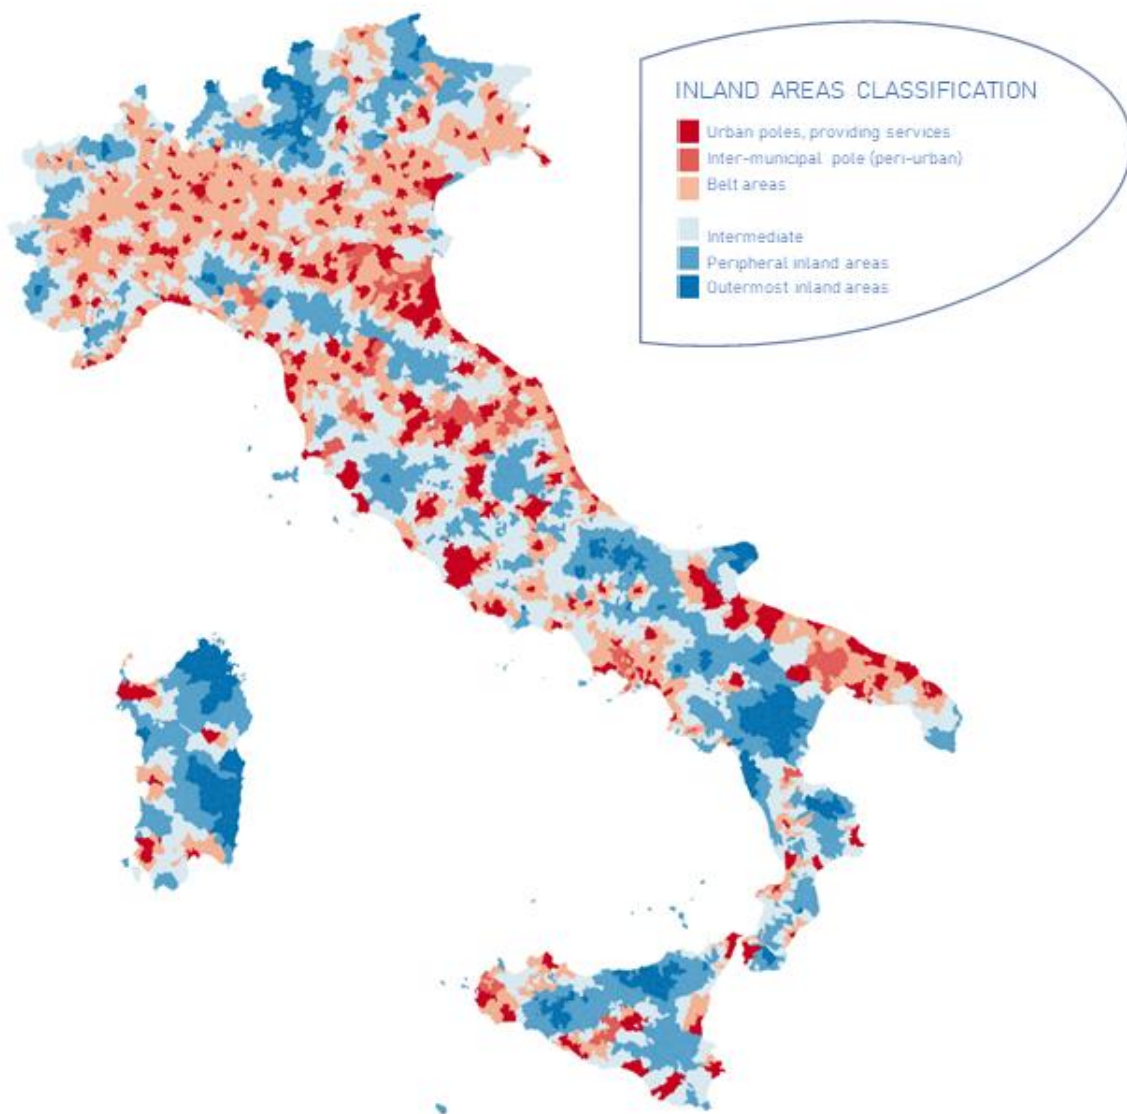 INLAND AREAS CLASSIFICATION
Urban poles, providing services
Inter-municipal pole (peri-urban)
Belt areas
Intermediate
Peripheral inland areas
Outermost inland areas